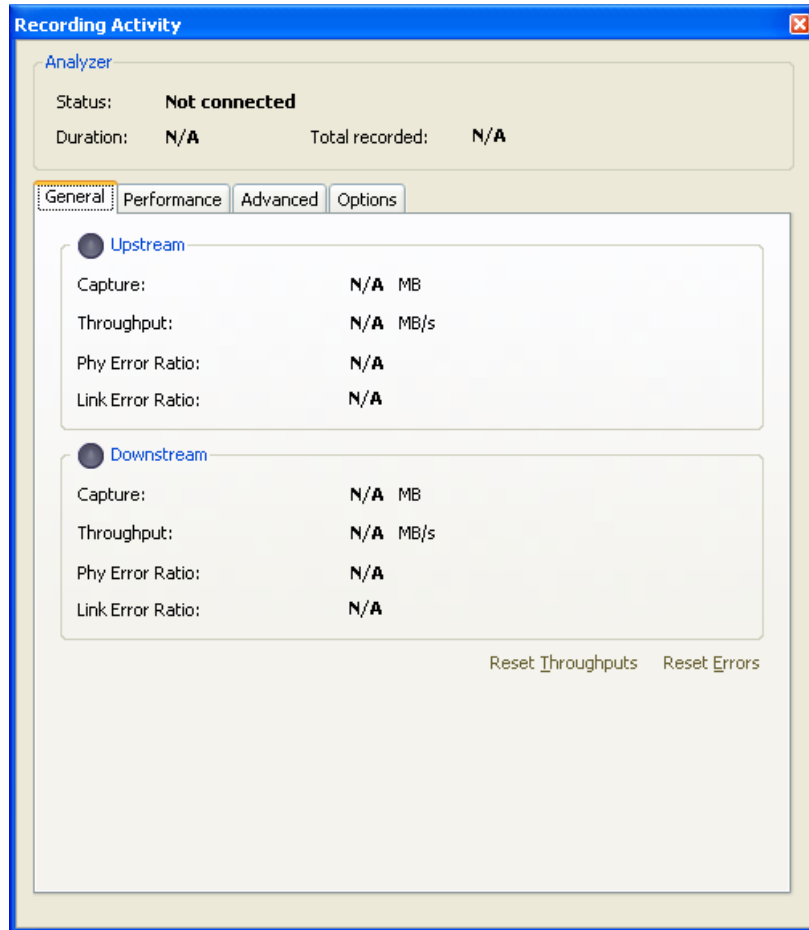 Recording Activity
Analyzer
Status: Not connected
Duration: N/A Total recorded: N/A
General Performance Advanced Options
Upstream
Capture: N/A MB
Throughput: N/A MB/s
Phy Error Ratio: N/A
Link Error Ratio: N/A
Downstream
Capture: N/A MB
Throughput: N/A MB/s
Phy Error Ratio: N/A
Link Error Ratio: N/A
Reset Throughputs Reset Errors